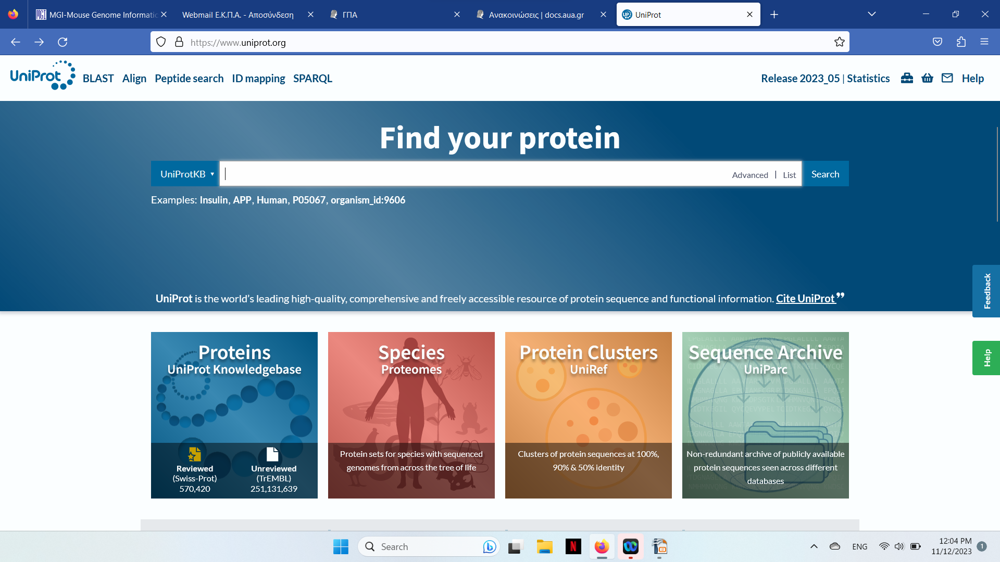 MGI-Mouse Genome Informatic
Webmail Ε.Κ.Π.Α. - Αποσύνδεση
ΓΠΑ
Ανακοινώσεις | docs.aua.gr
UniProt
https://www.uniprot.org
UniProt BLAST Align Peptide search ID mapping SPARQL
Release 2023_05 | Statistics Help
Find your protein
UniProtKB ▾ Advanced | List Search
Examples: Insulin, APP, Human, P05067, organism_id:9606
UniProt is the world's leading high-quality, comprehensive and freely accessible resource of protein sequence and functional information. Cite UniProt ”
Feedback
Help
Proteins
UniProt Knowledgebase
Reviewed
(Swiss-Prot)
570,420
Unreviewed
(TrEMBL)
251,131,639
Species
Proteomes
Protein sets for species with sequenced
genomes from across the tree of life
Protein Clusters
UniRef
Clusters of protein sequences at 100%,
90% & 50% identity
Sequence Archive
UniParc
Non-redundant archive of publicly available
protein sequences seen across different
databases
Search
ENG
12:04 PM
11/12/2023
1